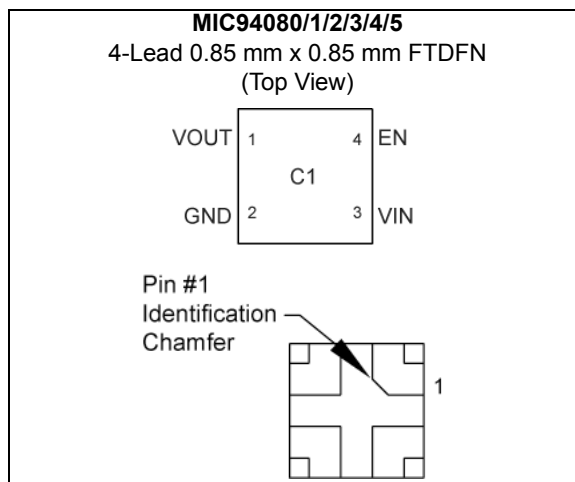 MIC94080/1/2/3/4/5
4-Lead 0.85 mm x 0.85 mm FTDFN
(Top View)
VOUT 1 4 EN
C1
GND 2 3 VIN
Pin #1
Identification
Chamfer
1